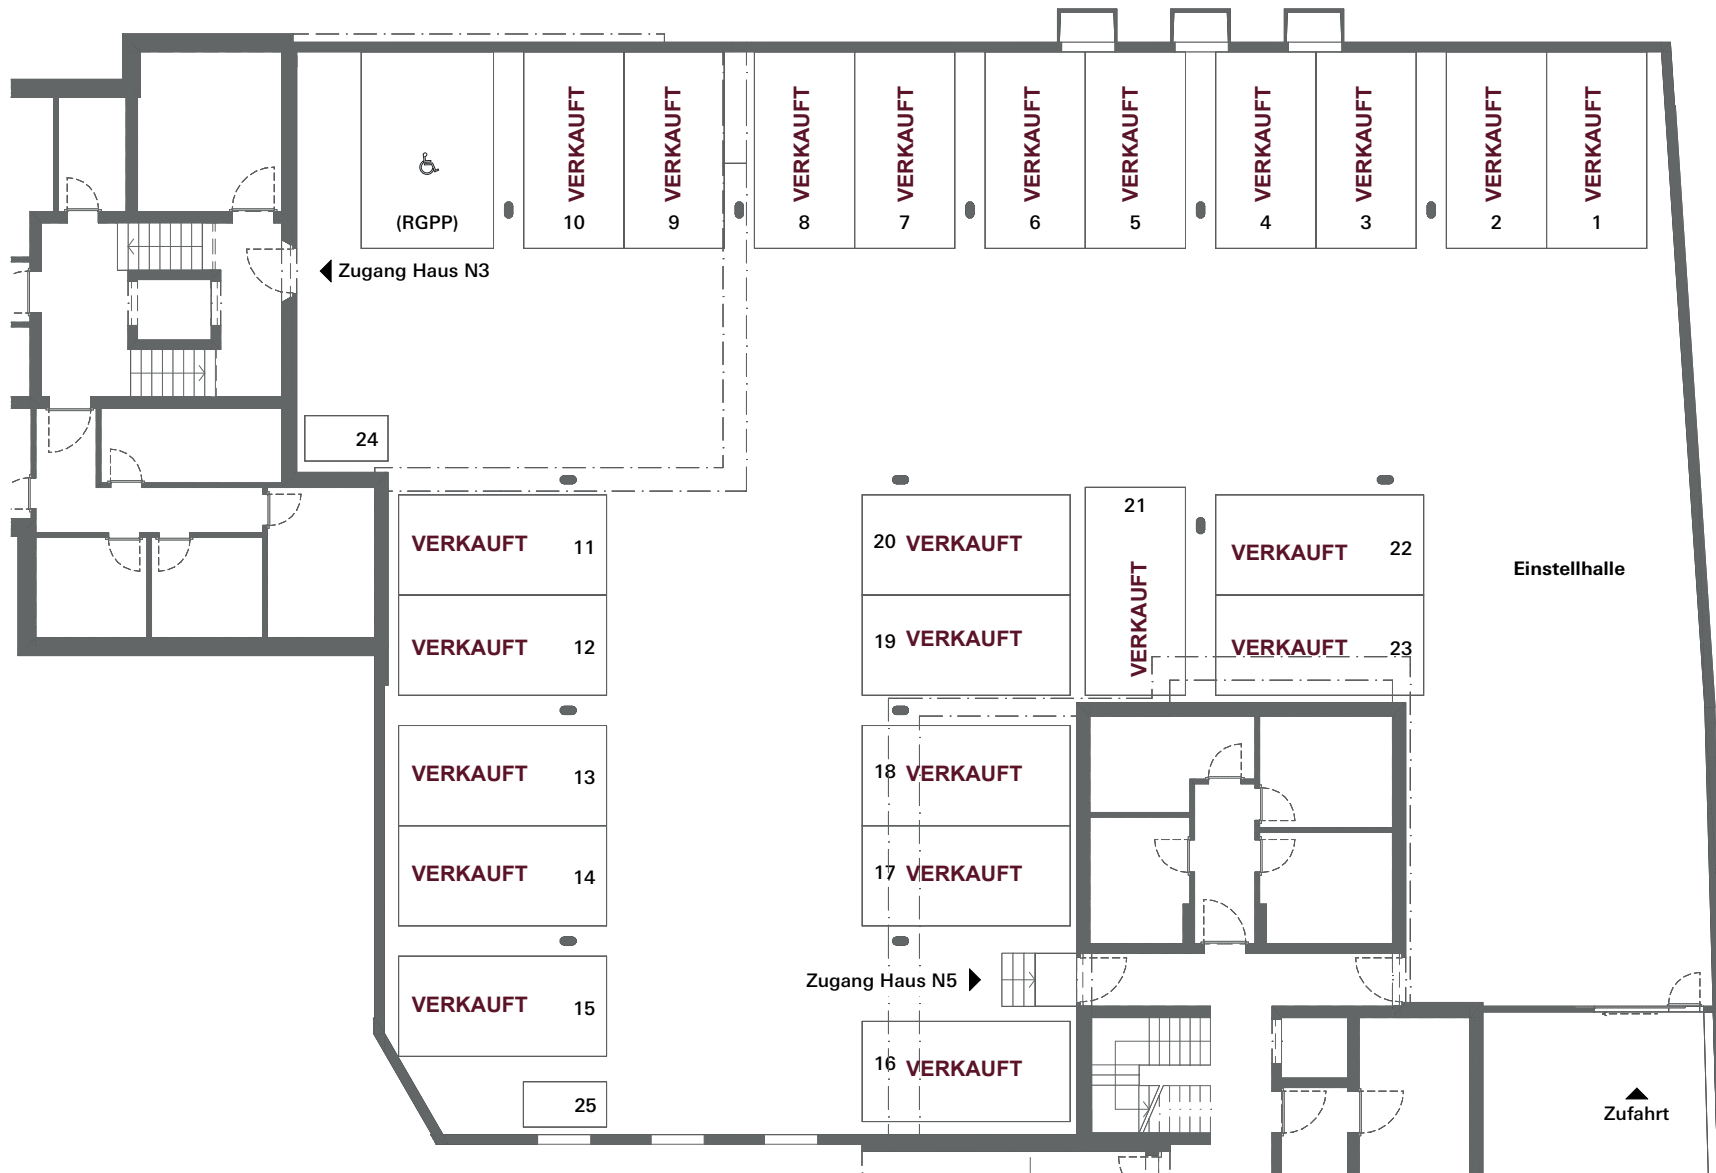 VERKAUFT
VERKAUFT
VERKAUFT
VERKAUFT
VERKAUFT
VERKAUFT
VERKAUFT
VERKAUFT
VERKAUFT
VERKAUFT
(RGPP)
10
9
8
7
6
5
4
3
2
1
Zugang Haus N3
24
21
VERKAUFT
VERKAUFT 11
20 VERKAUFT
VERKAUFT 22
Einstellhalle
VERKAUFT 12
19 VERKAUFT
VERKAUFT 23
VERKAUFT 13
18 VERKAUFT
VERKAUFT 14
17 VERKAUFT
Zugang Haus N5
VERKAUFT 15
16 VERKAUFT
25
Zufahrt